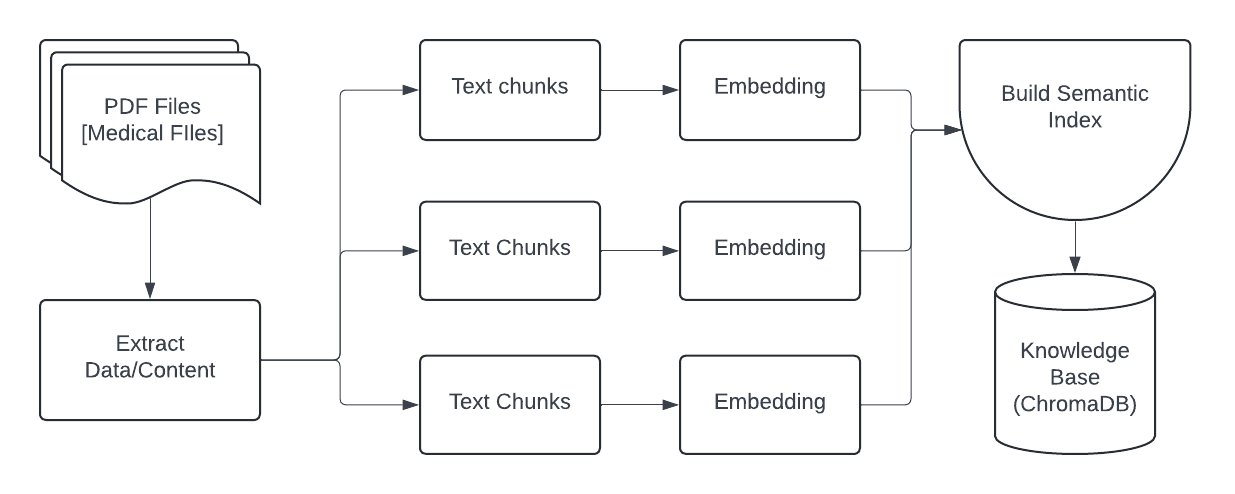 PDF Files
[Medical FIles]
Extract
Data/Content
Text chunks
Embedding
Text Chunks
Embedding
Text Chunks
Embedding
Build Semantic
Index
Knowledge
Base
(ChromaDB)